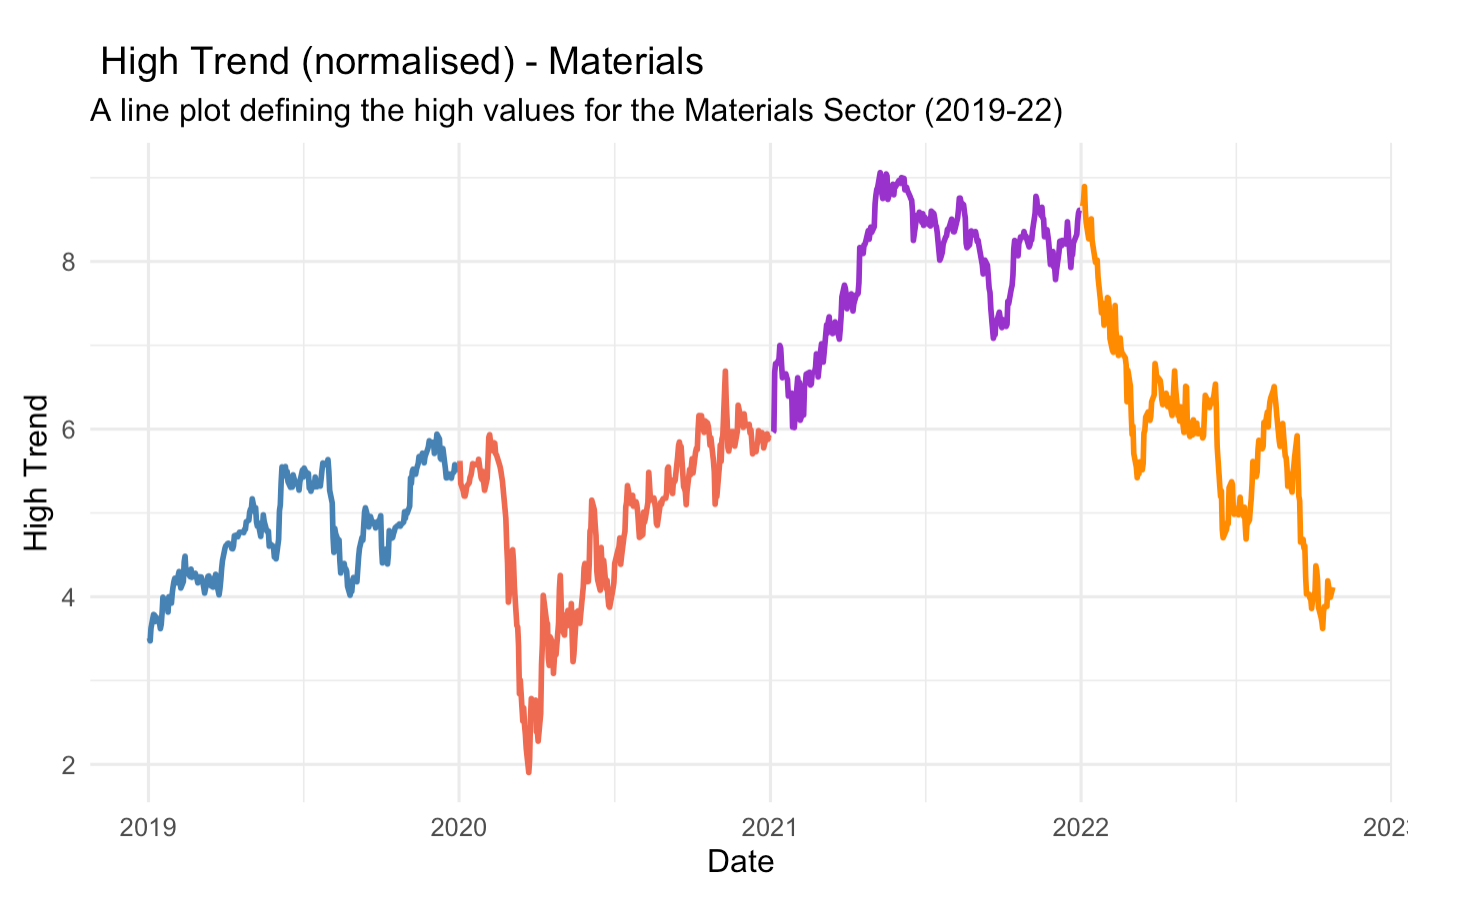 High Trend (normalised) - Materials
A line plot defining the high values for the Materials Sector (2019-22)
High Trend
8
6
4
2
2019 2020 2021 2022
Date